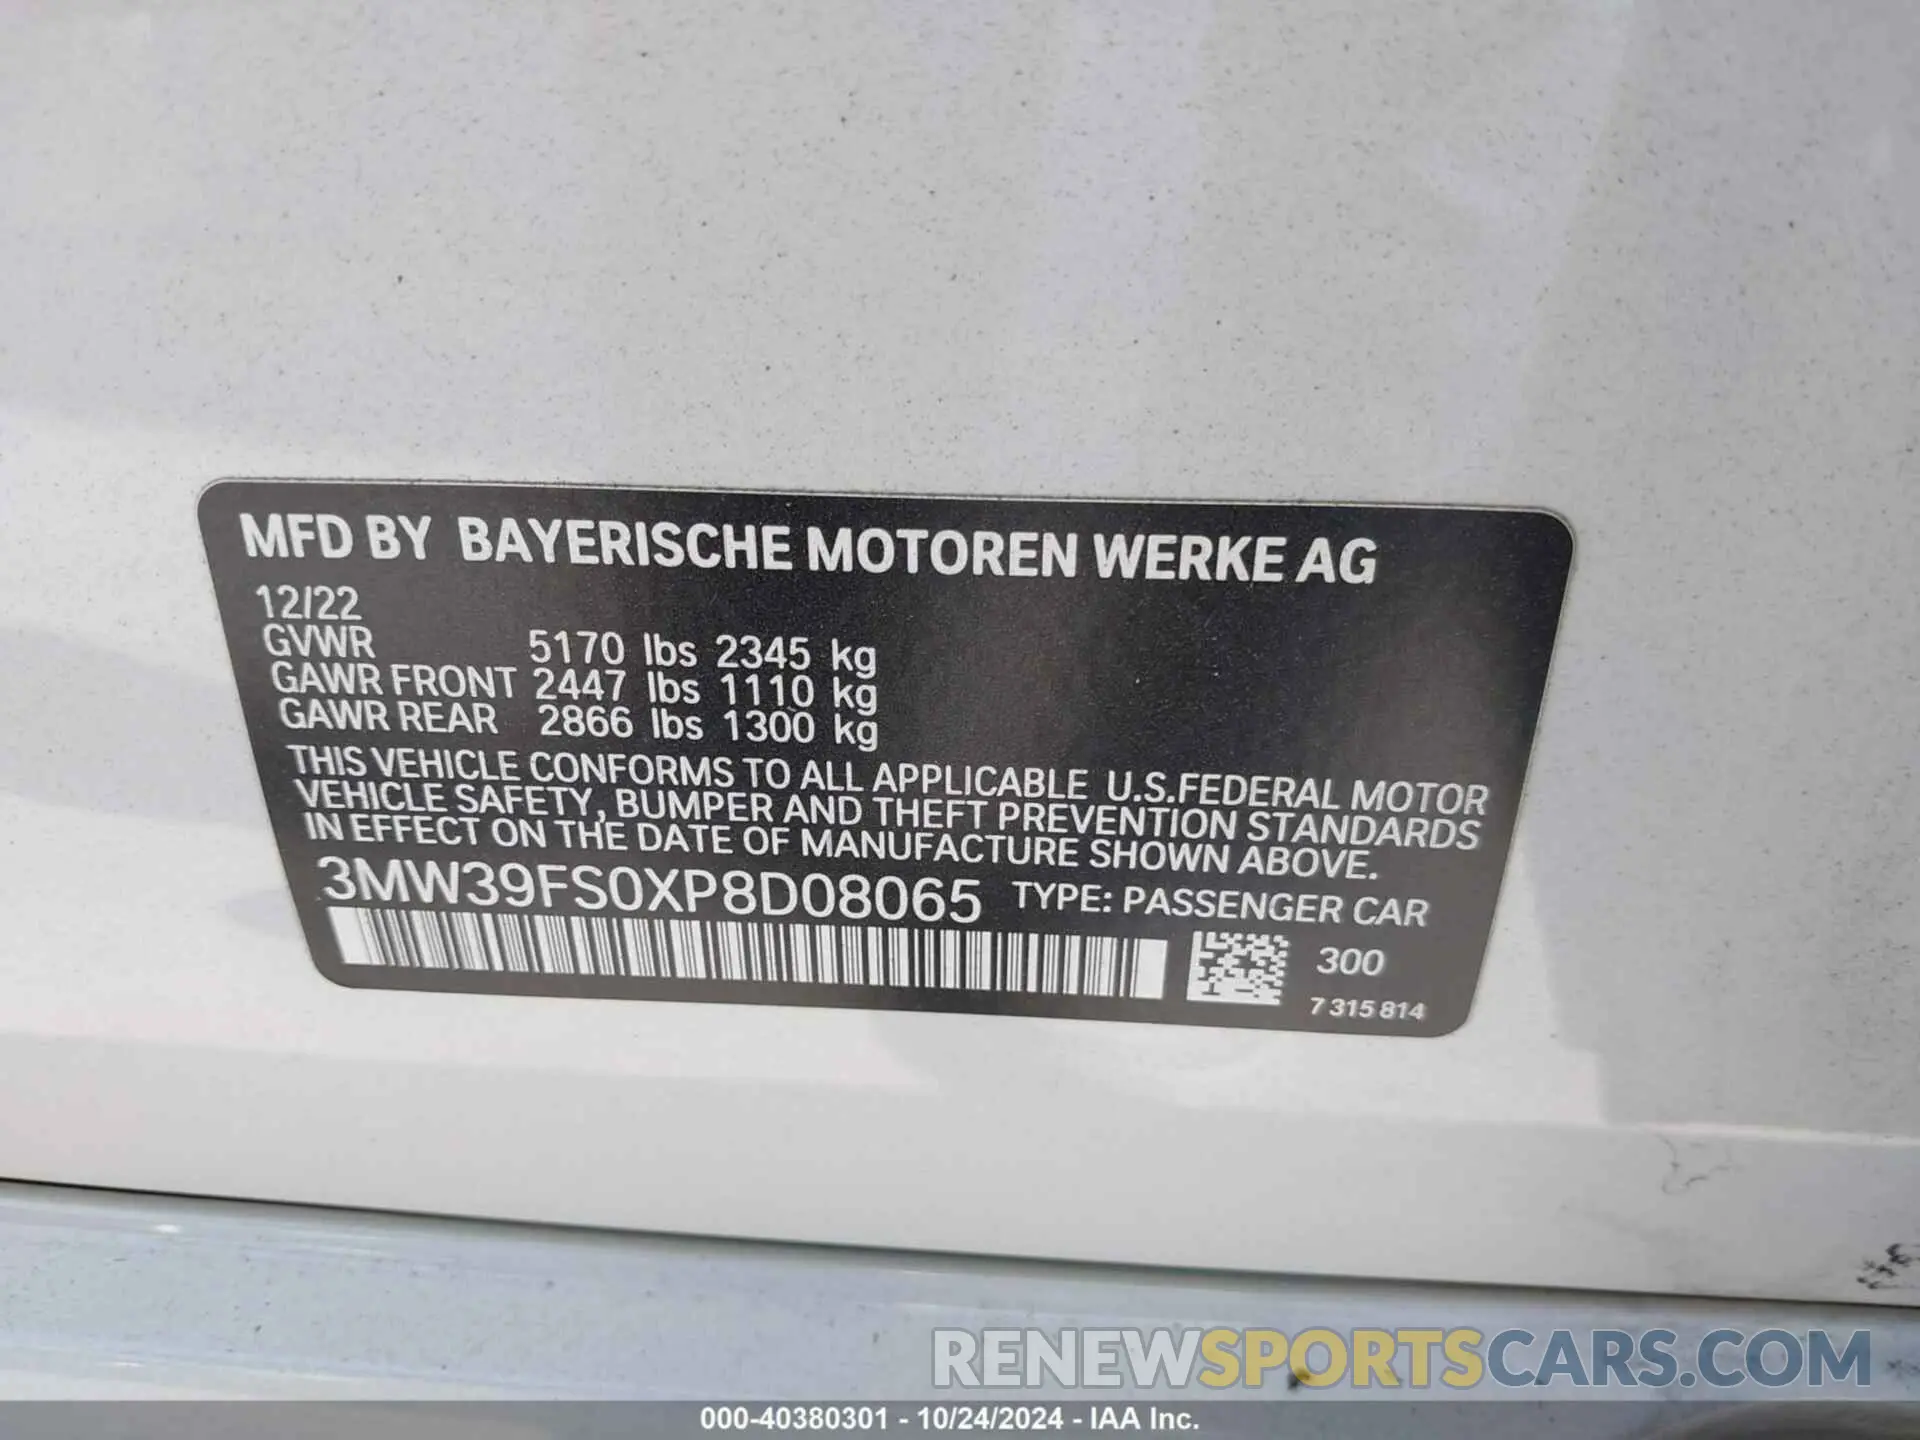 MFD BY BAYERISCHE MOTOREN WERKE AG
12/22
GVWR 5170 lbs 2345 kg
GAWR FRONT 2447 lbs 1110 kg
GAWR REAR 2866 lbs 1300 kg
THIS VEHICLE CONFORMS TO ALL APPLICABLE U.S.FEDERAL MOTOR
VEHICLE SAFETY, BUMPER AND THEFT PREVENTION STANDARDS
IN EFFECT ON THE DATE OF MANUFACTURE SHOWN ABOVE.
3MW39FS0XP8D08065 TYPE: PASSENGER CAR
300
7 315 814
RENEWSPORTSCARS.COM
000-40380301 - 10/24/2024 - IAA Inc.